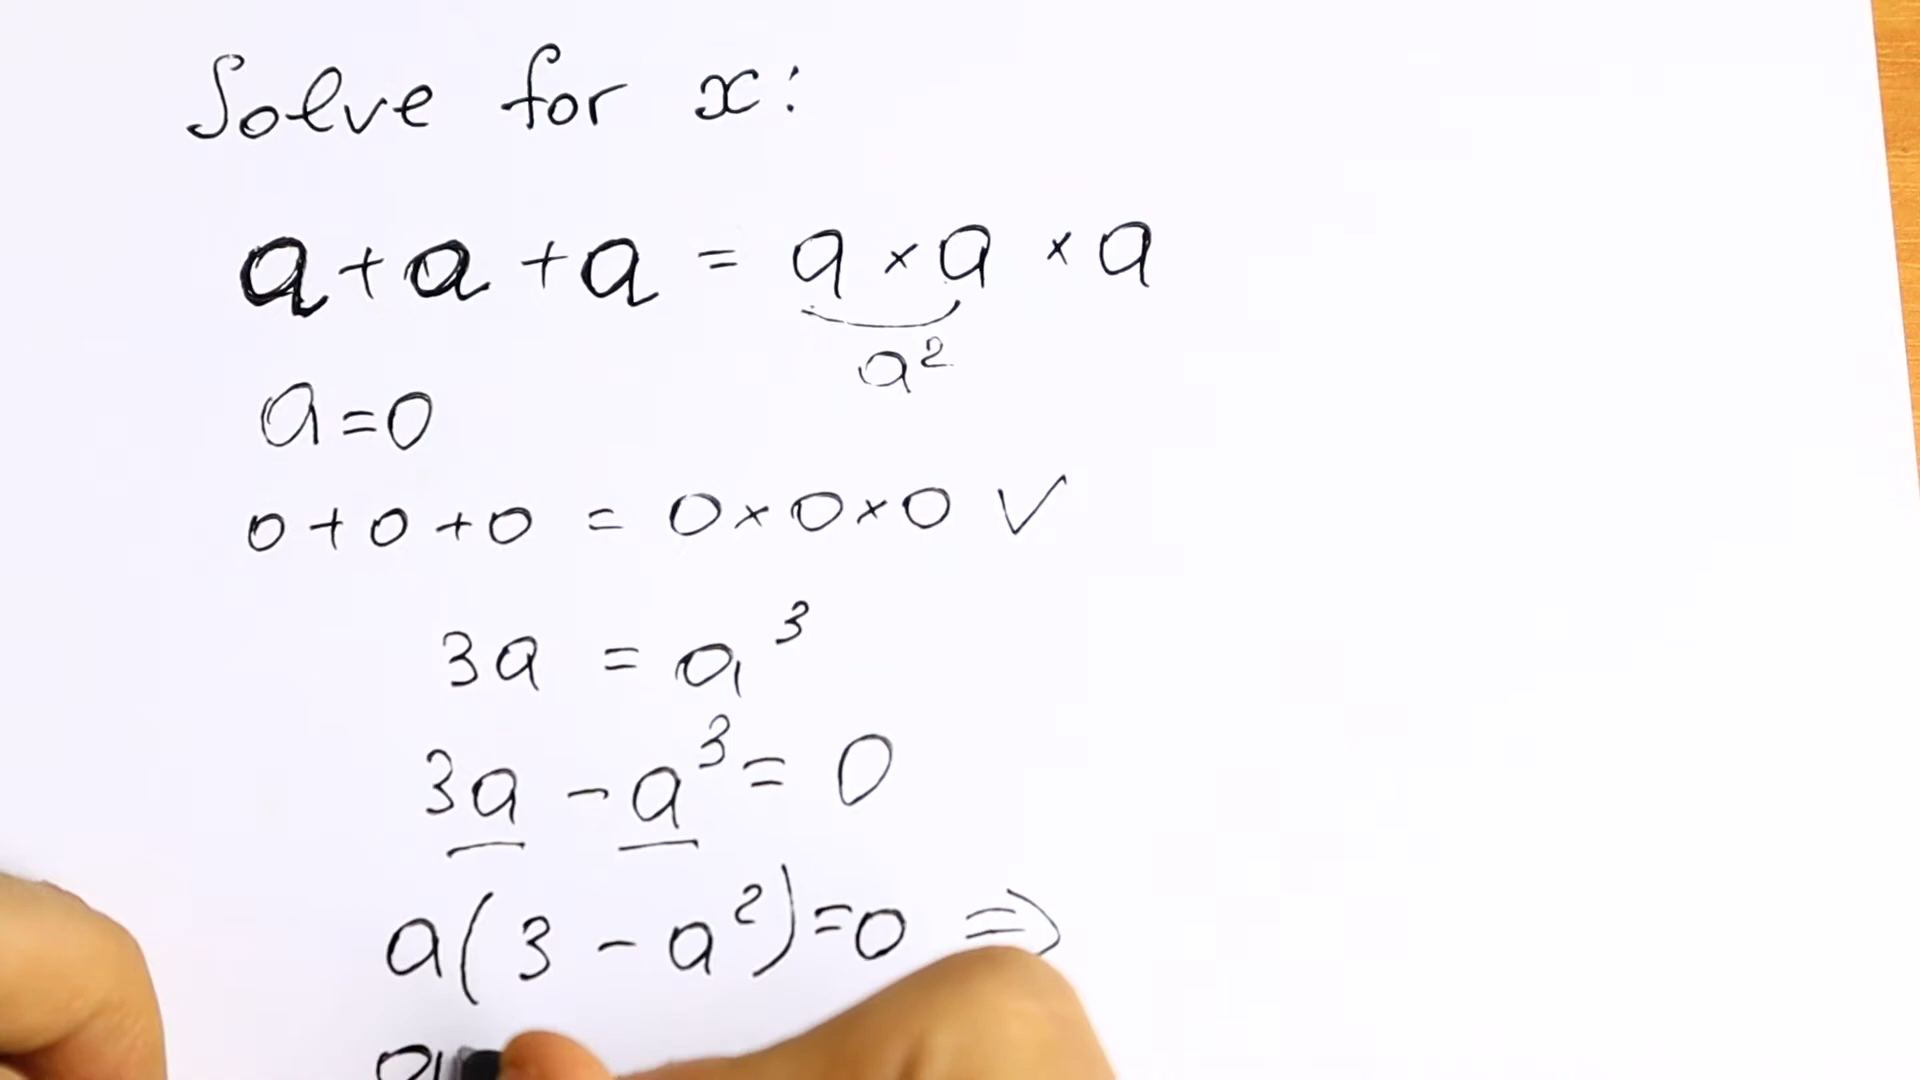 Solve for x:
a + a + a = a × a × a
a²
a = 0
0 + 0 + 0 = 0 × 0 × 0 ✓
3a = a³
3a - a³ = 0
a(3 - a²) = 0 ⇒
a